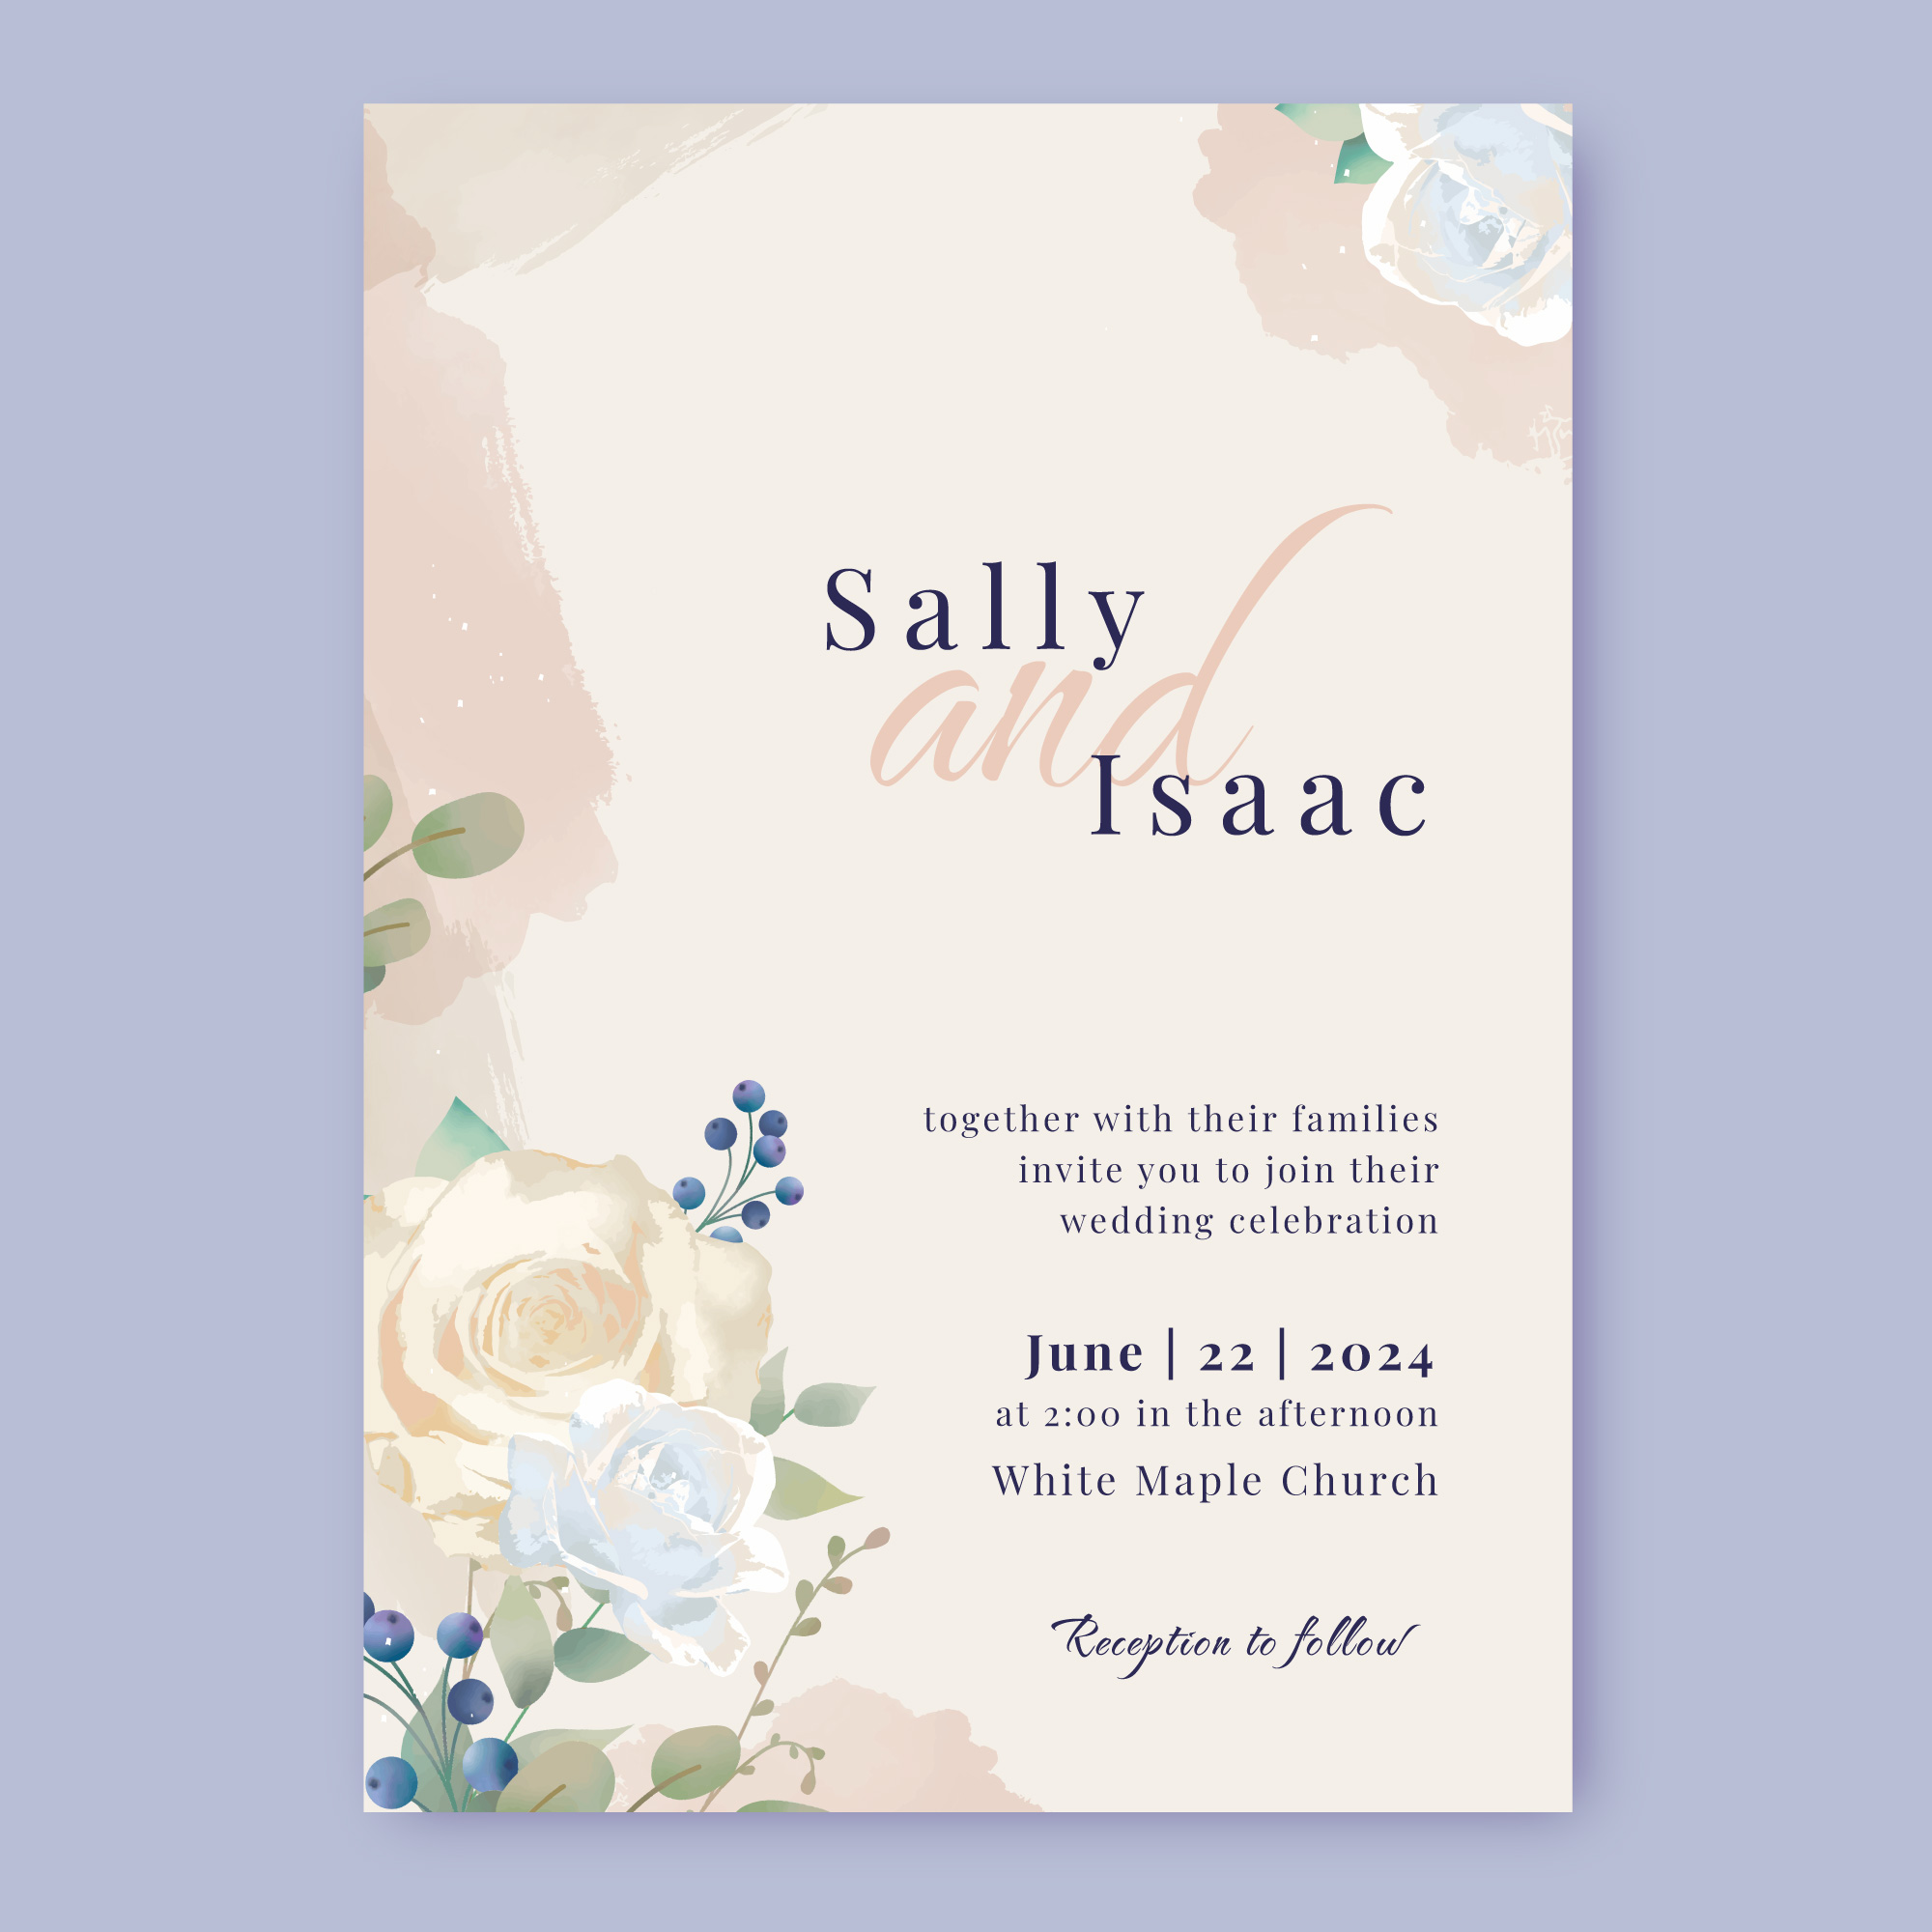 Sally
and
Isaac
together with their families
invite you to join their
wedding celebration
June | 22 | 2024
at 2:00 in the afternoon
White Maple Church
Reception to follow